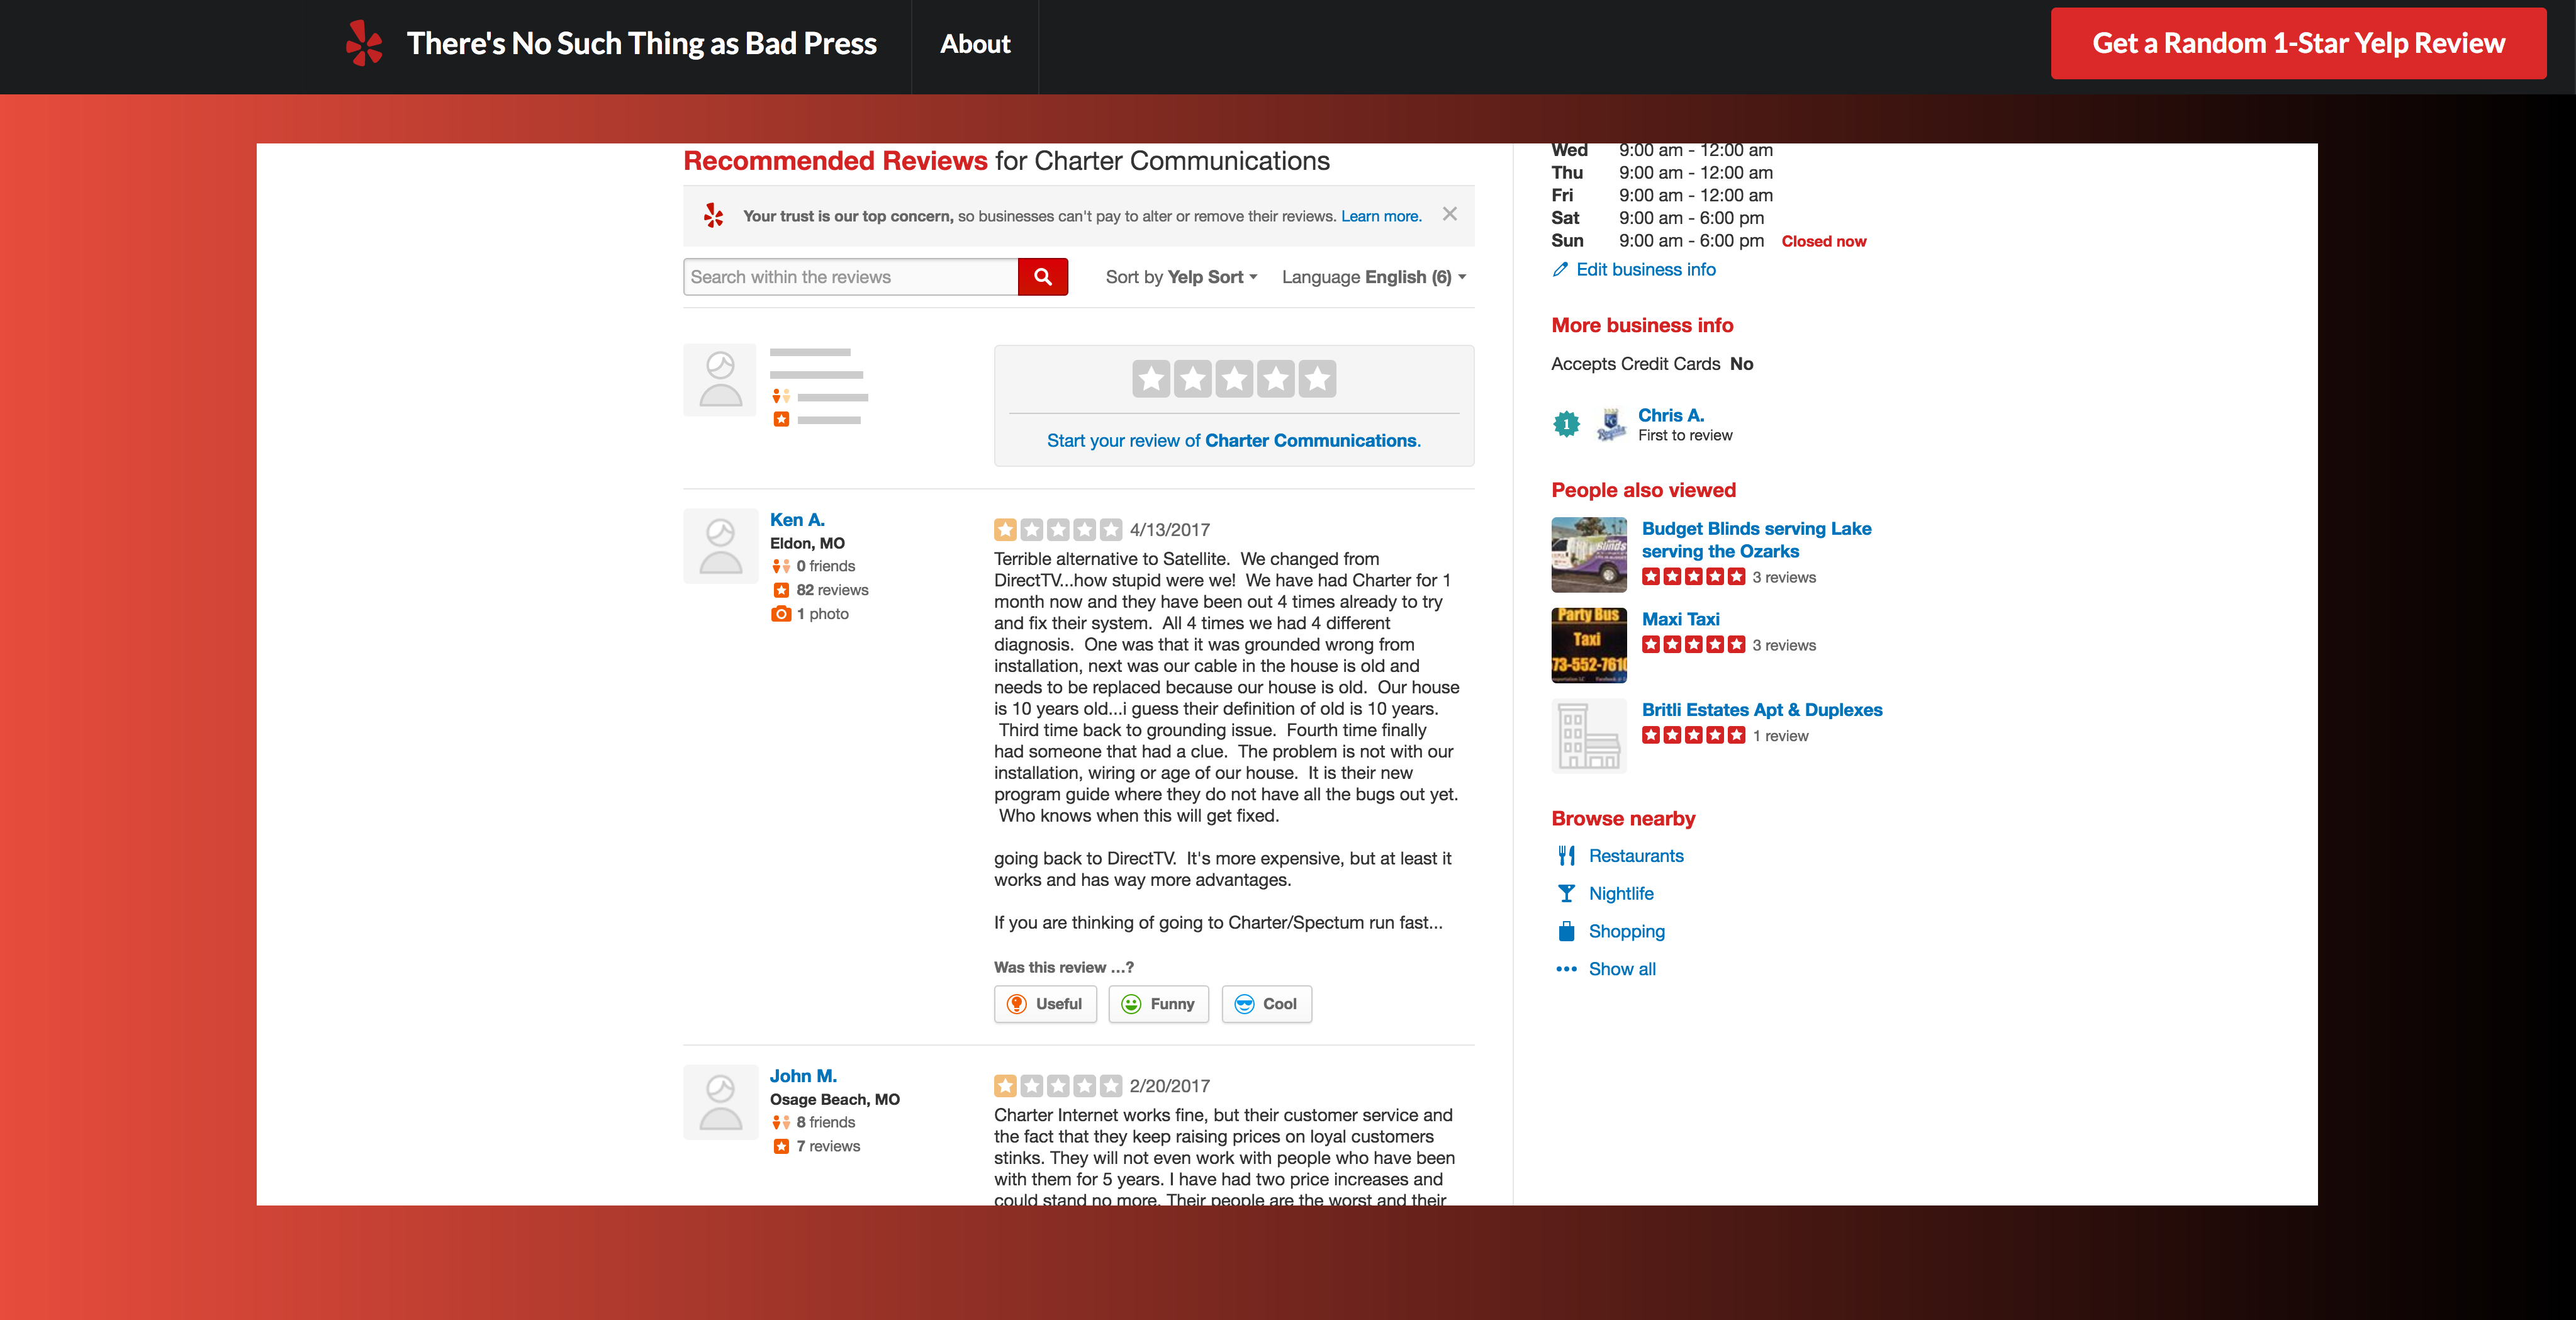 There's No Such Thing as Bad Press
About
Get a Random 1-Star Yelp Review
Recommended Reviews for Charter Communications
Your trust is our top concern, so businesses can't pay to alter or remove their reviews. Learn more.
Search within the reviews
Sort by Yelp Sort
Language English (6)
Start your review of Charter Communications.
Ken A.
Eldon, MO
0 friends
82 reviews
1 photo
4/13/2017
Terrible alternative to Satellite.  We changed from
DirectTV...how stupid were we!  We have had Charter for 1
month now and they have been out 4 times already to try
and fix their system.  All 4 times we had 4 different
diagnosis.  One was that it was grounded wrong from
installation, next was our cable in the house is old and
needs to be replaced because our house is old.  Our house
is 10 years old...i guess their definition of old is 10 years.
Third time back to grounding issue.  Fourth time finally
had someone that had a clue.  The problem is not with our
installation, wiring or age of our house.  It is their new
program guide where they do not have all the bugs out yet.
Who knows when this will get fixed.
going back to DirectTV.  It's more expensive, but at least it
works and has way more advantages.
If you are thinking of going to Charter/Spectum run fast...
Was this review ...?
Useful
Funny
Cool
John M.
Osage Beach, MO
8 friends
7 reviews
2/20/2017
Charter Internet works fine, but their customer service and
the fact that they keep raising prices on loyal customers
stinks. They will not even work with people who have been
with them for 5 years. I have had two price increases and
could stand no more. Their people are the worst and their
Wed 9:00 am - 12:00 am
Thu 9:00 am - 12:00 am
Fri 9:00 am - 12:00 am
Sat 9:00 am - 6:00 pm
Sun 9:00 am - 6:00 pm Closed now
Edit business info
More business info
Accepts Credit Cards No
1
KC
Royals
Chris A.
First to review
People also viewed
Blinds
Budget Blinds serving Lake
serving the Ozarks
3 reviews
Party Bus
Taxi
73-552-7610
Maxi Taxi
3 reviews
Britli Estates Apt & Duplexes
1 review
Browse nearby
Restaurants
Nightlife
Shopping
Show all